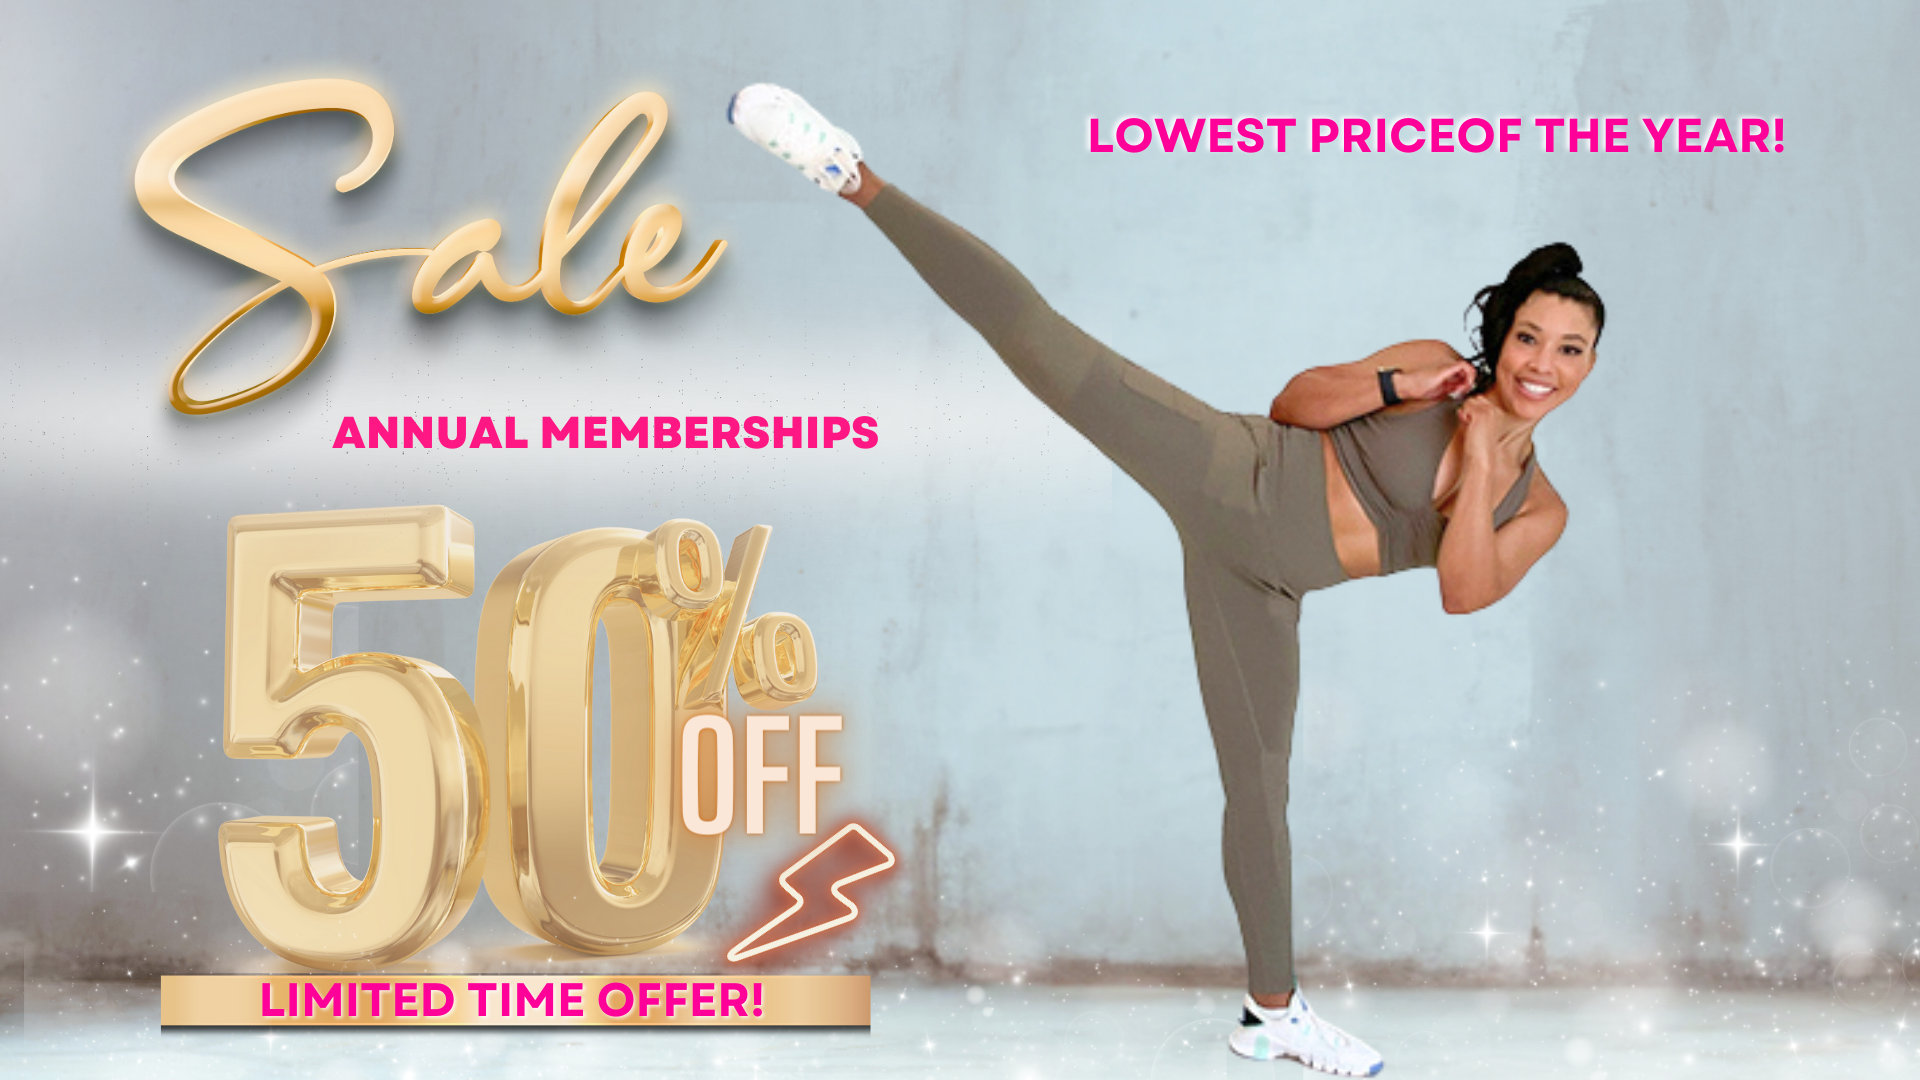 Sale
LOWEST PRICEOF THE YEAR!
ANNUAL MEMBERSHIPS
50%
OFF
LIMITED TIME OFFER!